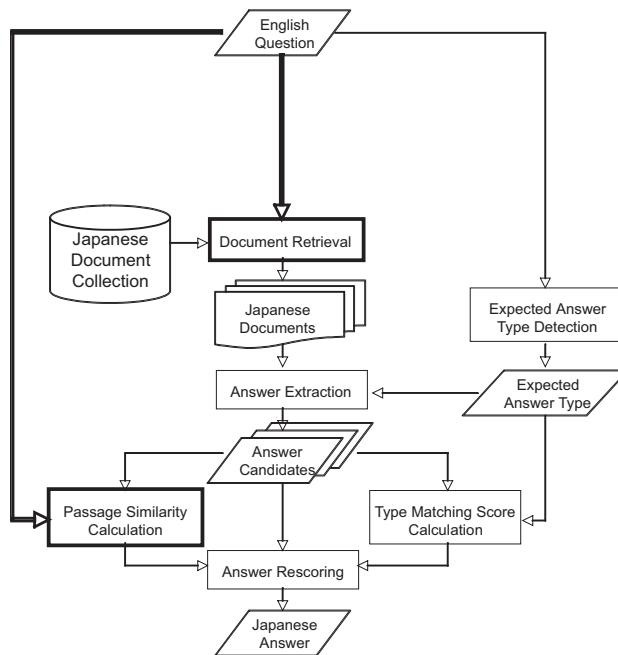 English
Question
Japanese
Document
Collection
Document Retrieval
Japanese
Documents
Expected Answer
Type Detection
Answer Extraction
Expected
Answer Type
Answer
Candidates
Passage Similarity
Calculation
Type Matching Score
Calculation
Answer Rescoring
Japanese
Answer